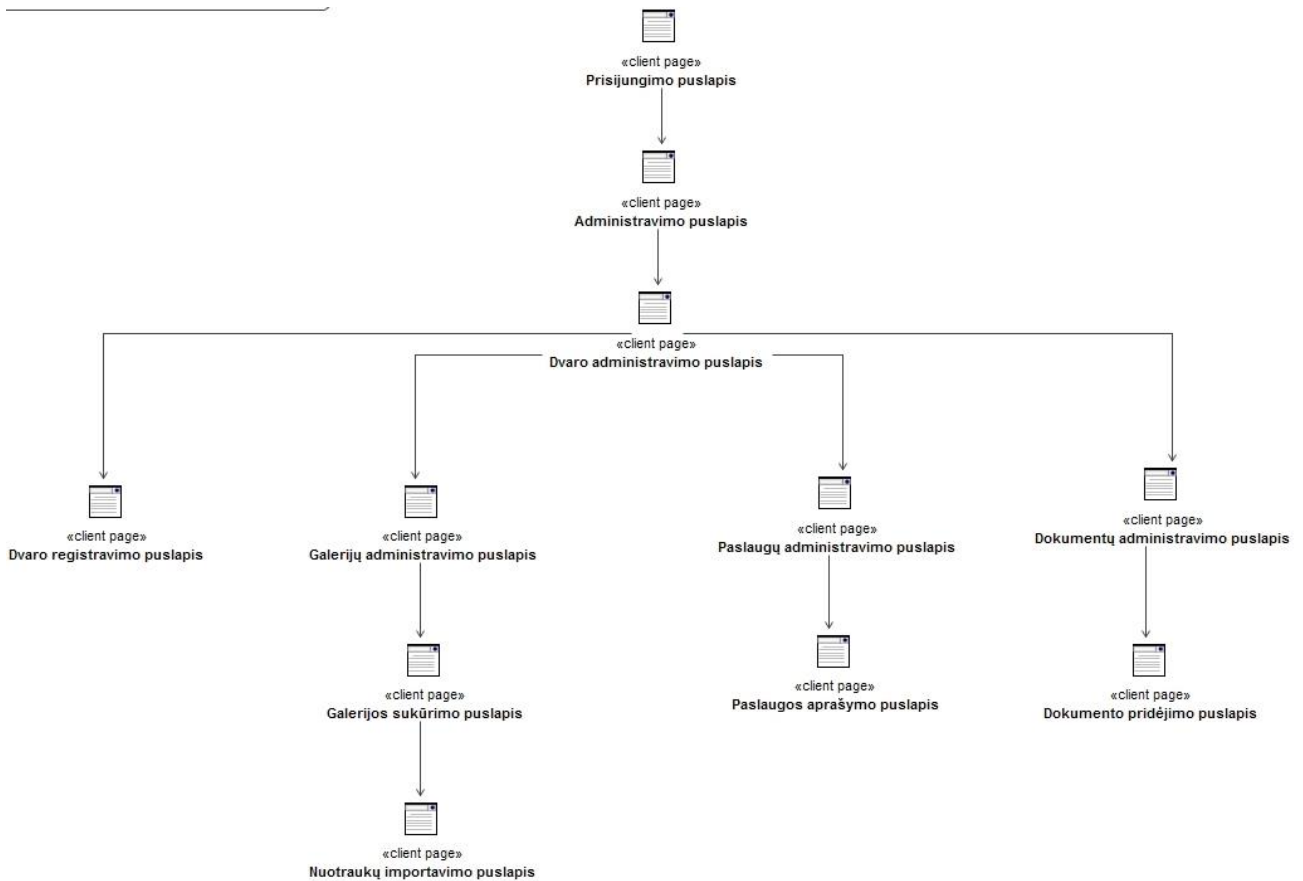 «client page»
Prisijungimo puslapis
«client page»
Administravimo puslapis
«client page»
Dvaro administravimo puslapis
«client page»
Dvaro registravimo puslapis
«client page»
Galerijų administravimo puslapis
«client page»
Paslaugų administravimo puslapis
«client page»
Dokumentų administravimo puslapis
«client page»
Galerijos sukūrimo puslapis
«client page»
Paslaugos aprašymo puslapis
«client page»
Dokumento pridėjimo puslapis
«client page»
Nuotraukų importavimo puslapis